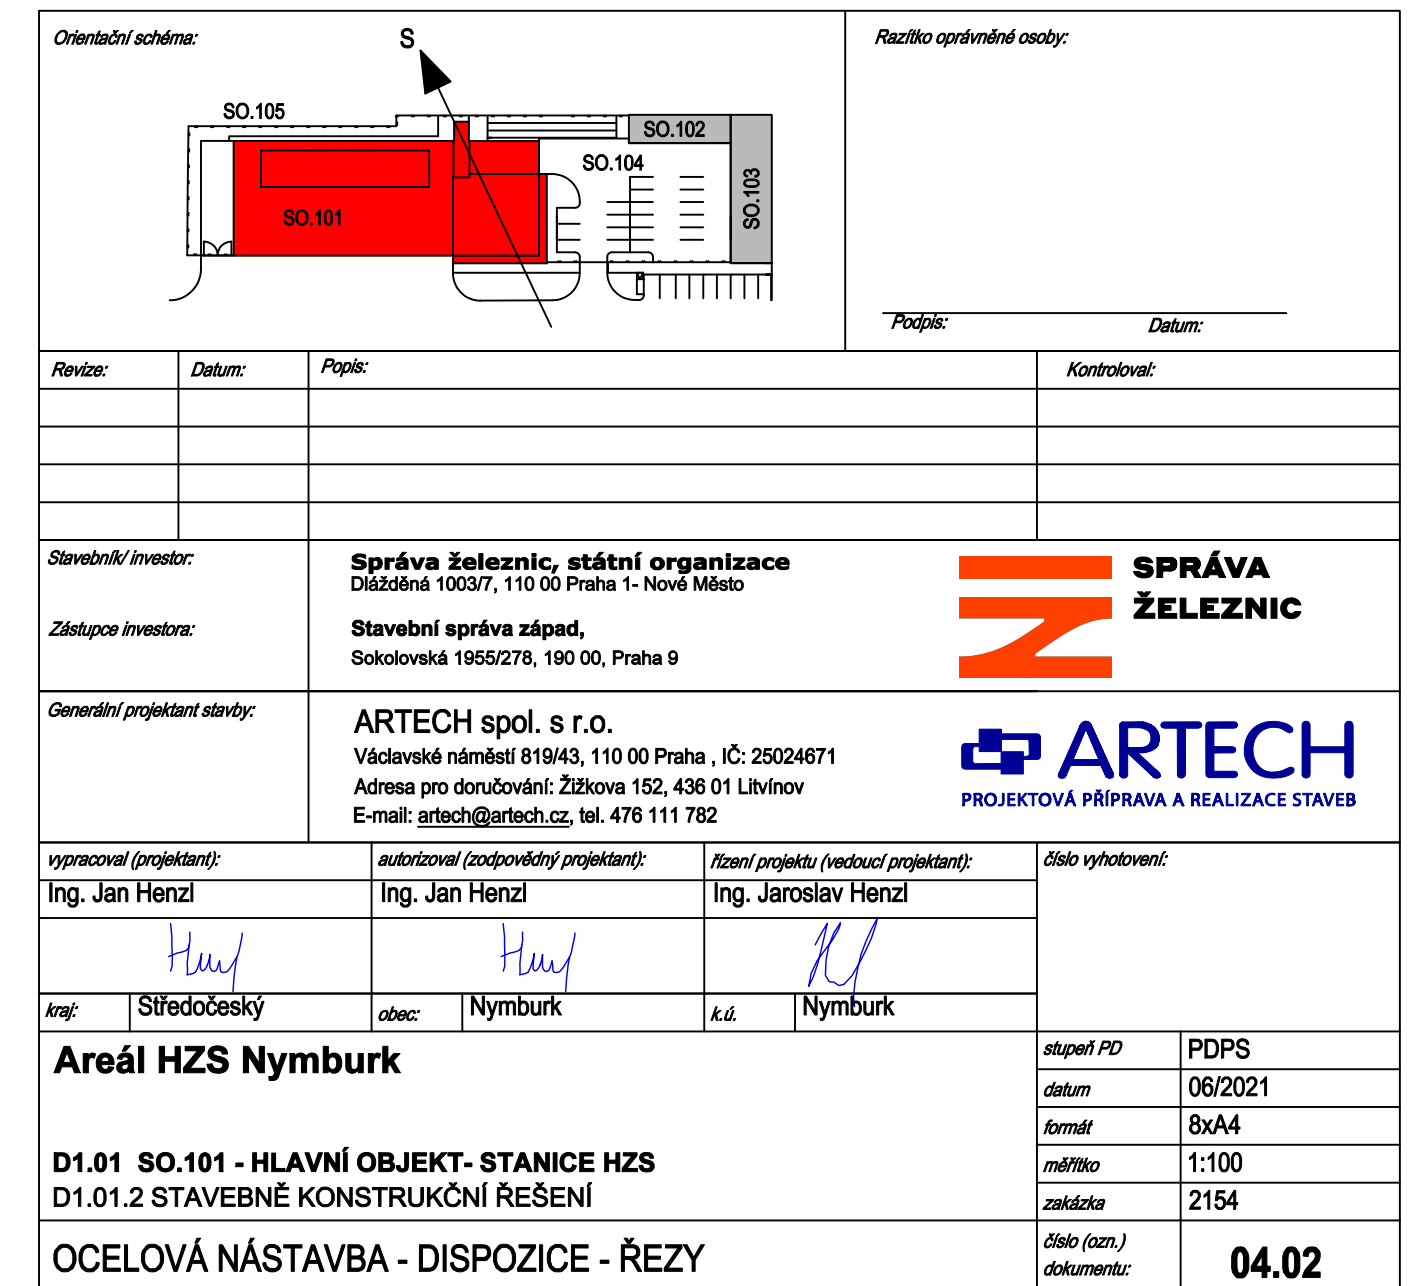 Orientační schéma:
S
SO.105
SO.102
SO.104
SO.103
SO.101
Razítko oprávněné osoby:
Podpis: Datum:
Revize: Datum: Popis: Kontroloval:
Stavebník/ investor:
Správa železnic, státní organizace
Dlážděná 1003/7, 110 00 Praha 1- Nové Město
Zástupce investora:
Stavební správa západ,
Sokolovská 1955/278, 190 00, Praha 9
SPRÁVA
ŽELEZNIC
Generální projektant stavby:
ARTECH spol. s r.o.
Václavské náměstí 819/43, 110 00 Praha , IČ: 25024671
Adresa pro doručování: Žižkova 152, 436 01 Litvínov
E-mail: artech@artech.cz, tel. 476 111 782
ARTECH
PROJEKTOVÁ PŘÍPRAVA A REALIZACE STAVEB
vypracoval (projektant): autorizoval (zodpovědný projektant): řízení projektu (vedoucí projektant): číslo vyhotovení:
Ing. Jan Henzl Ing. Jan Henzl Ing. Jaroslav Henzl
kraj: Středočeský obec: Nymburk k.ú. Nymburk
Areál HZS Nymburk
D1.01 SO.101 - HLAVNÍ OBJEKT- STANICE HZS
D1.01.2 STAVEBNĚ KONSTRUKČNÍ ŘEŠENÍ
OCELOVÁ NÁSTAVBA - DISPOZICE - ŘEZY
stupeň PD PDPS
datum 06/2021
formát 8xA4
měřítko 1:100
zakázka 2154
číslo (ozn.)
dokumentu: 04.02